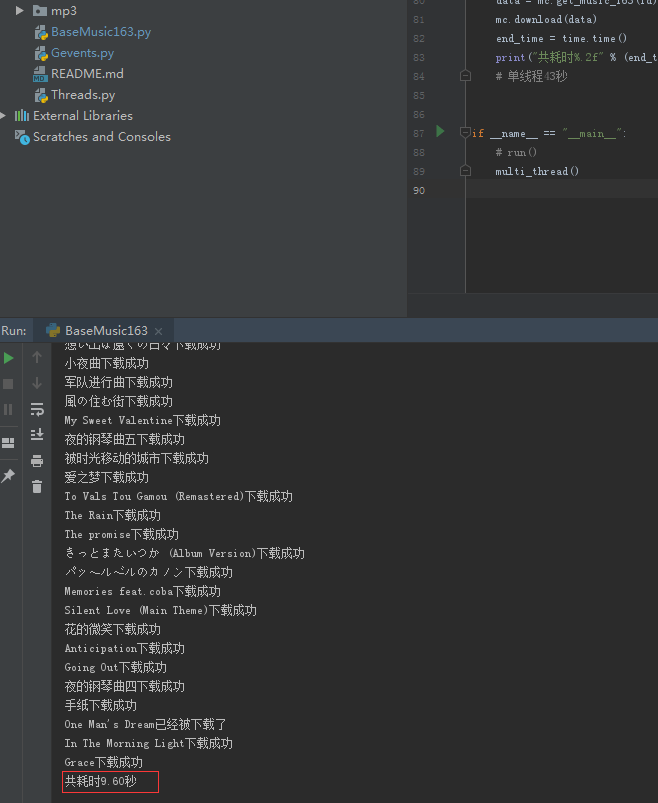 mp3
BaseMusic163.py
Gevents.py
README.md
Threads.py
External Libraries
Scratches and Consoles
80
81 mc.download(data)
82 end_time = time.time()
83 print("共耗时%.2f" % (end_t
84 # 单线程43秒
85
86
87 if __name__ == "__main__":
88 # run()
89 multi_thread()
90
Run: BaseMusic163
想い出は遠くの日々下载成功
小夜曲下载成功
军队进行曲下载成功
風の住む街下载成功
My Sweet Valentine下载成功
夜的钢琴曲五下载成功
被时光移动的城市下载成功
爱之梦下载成功
To Vals Tou Gamou (Remastered)下载成功
The Rain下载成功
The promise下载成功
きっとまたいつか (Album Version)下载成功
パッヘルベルのカノン下载成功
Memories feat.coba下载成功
Silent Love (Main Theme)下载成功
花的微笑下载成功
Anticipation下载成功
Going Out下载成功
夜的钢琴曲四下载成功
手纸下载成功
One Man's Dream已经被下载了
In The Morning Light下载成功
Grace下载成功
共耗时9.60秒